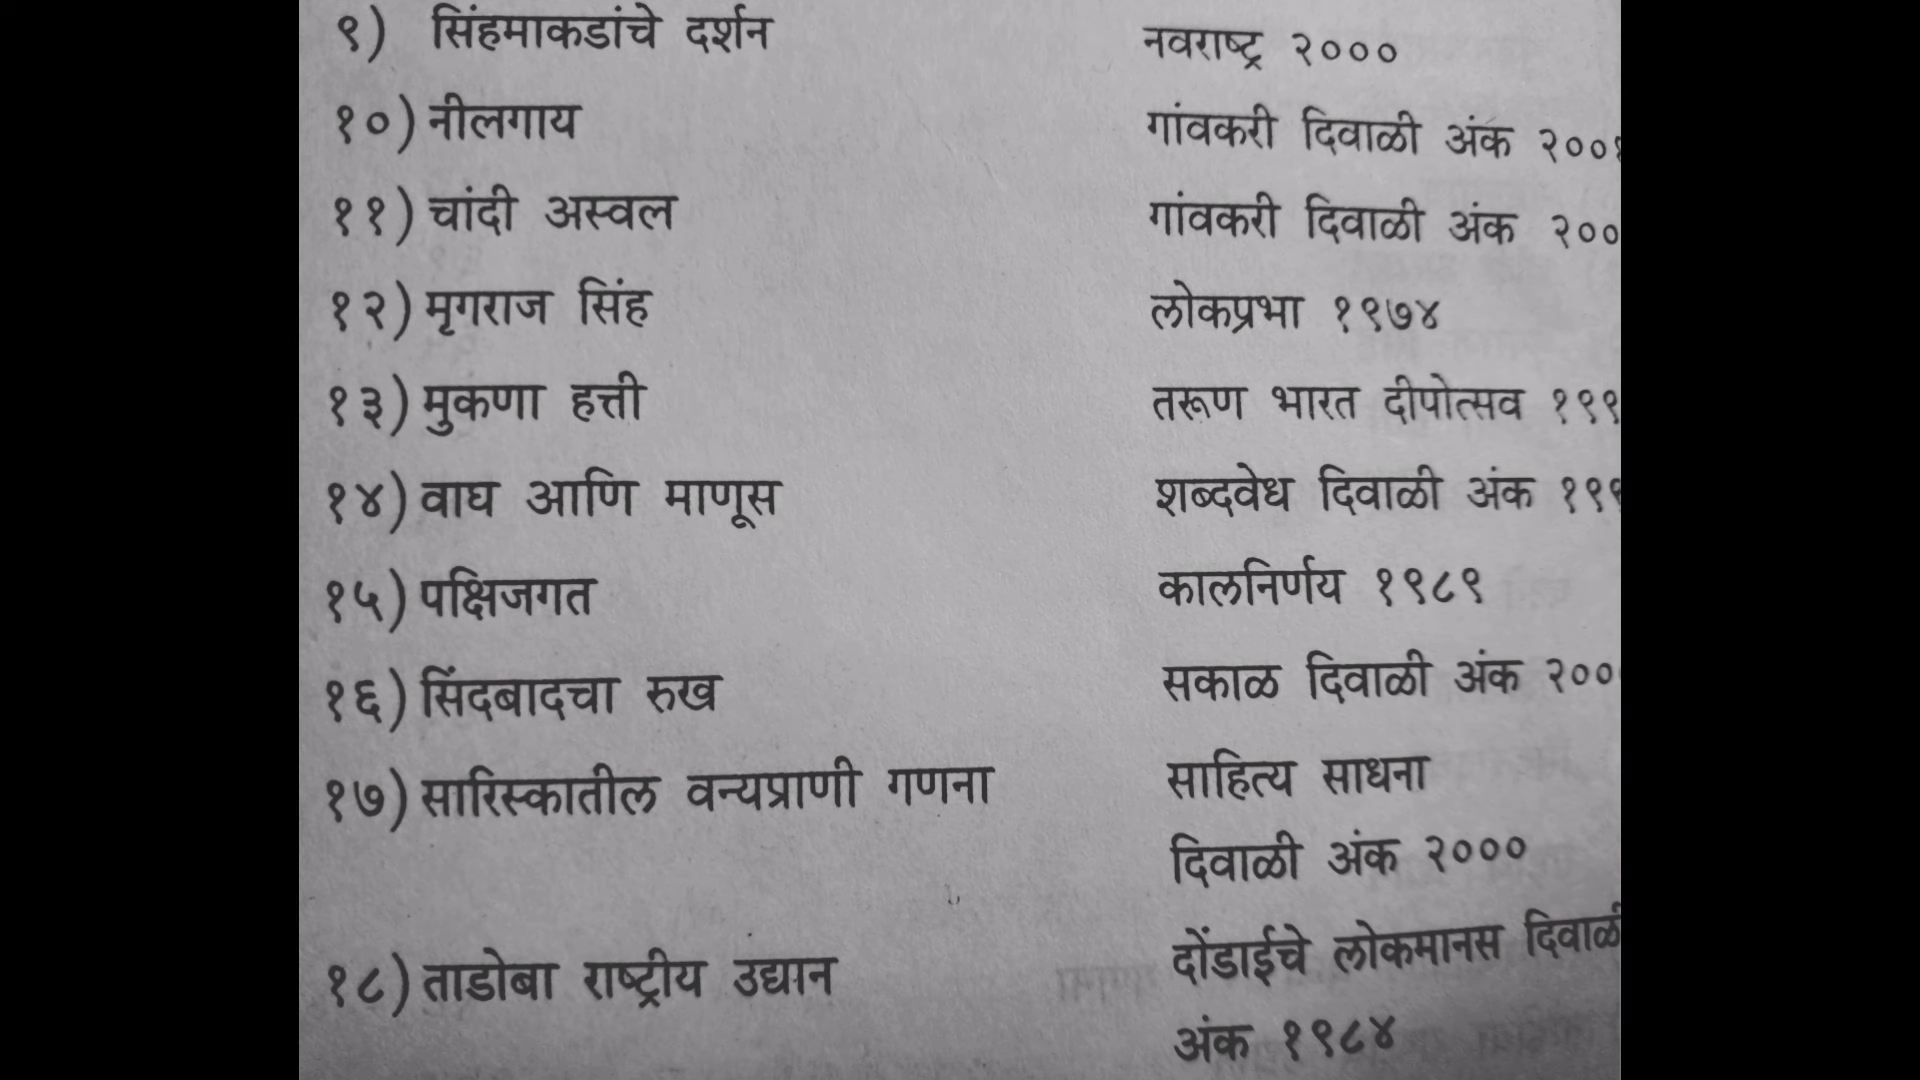 ९) सिंहमाकडांचे दर्शन नवराष्ट्र २०००
१०) नीलगाय गांवकरी दिवाळी अंक
११) चांदी अस्वल गांवकरी दिवाळी अंक
१२) मृगराज सिंह लोकप्रभा १९७४
१३) मुकणा हत्ती तरूण भारत दीपोत्सव
१४) वाघ आणि माणूस शब्दवेध दिवाळी अंक
१५) पक्षिजगत कालनिर्णय १९८९
१६) सिंदबादचा रुख सकाळ दिवाळी अंक
१७) सारिस्कातील वन्यप्राणी गणना साहित्य साधना
दिवाळी अंक २०००
१८) ताडोबा राष्ट्रीय उद्यान दोंडाईचे लोकमानस दिवाळी
अंक १९८४